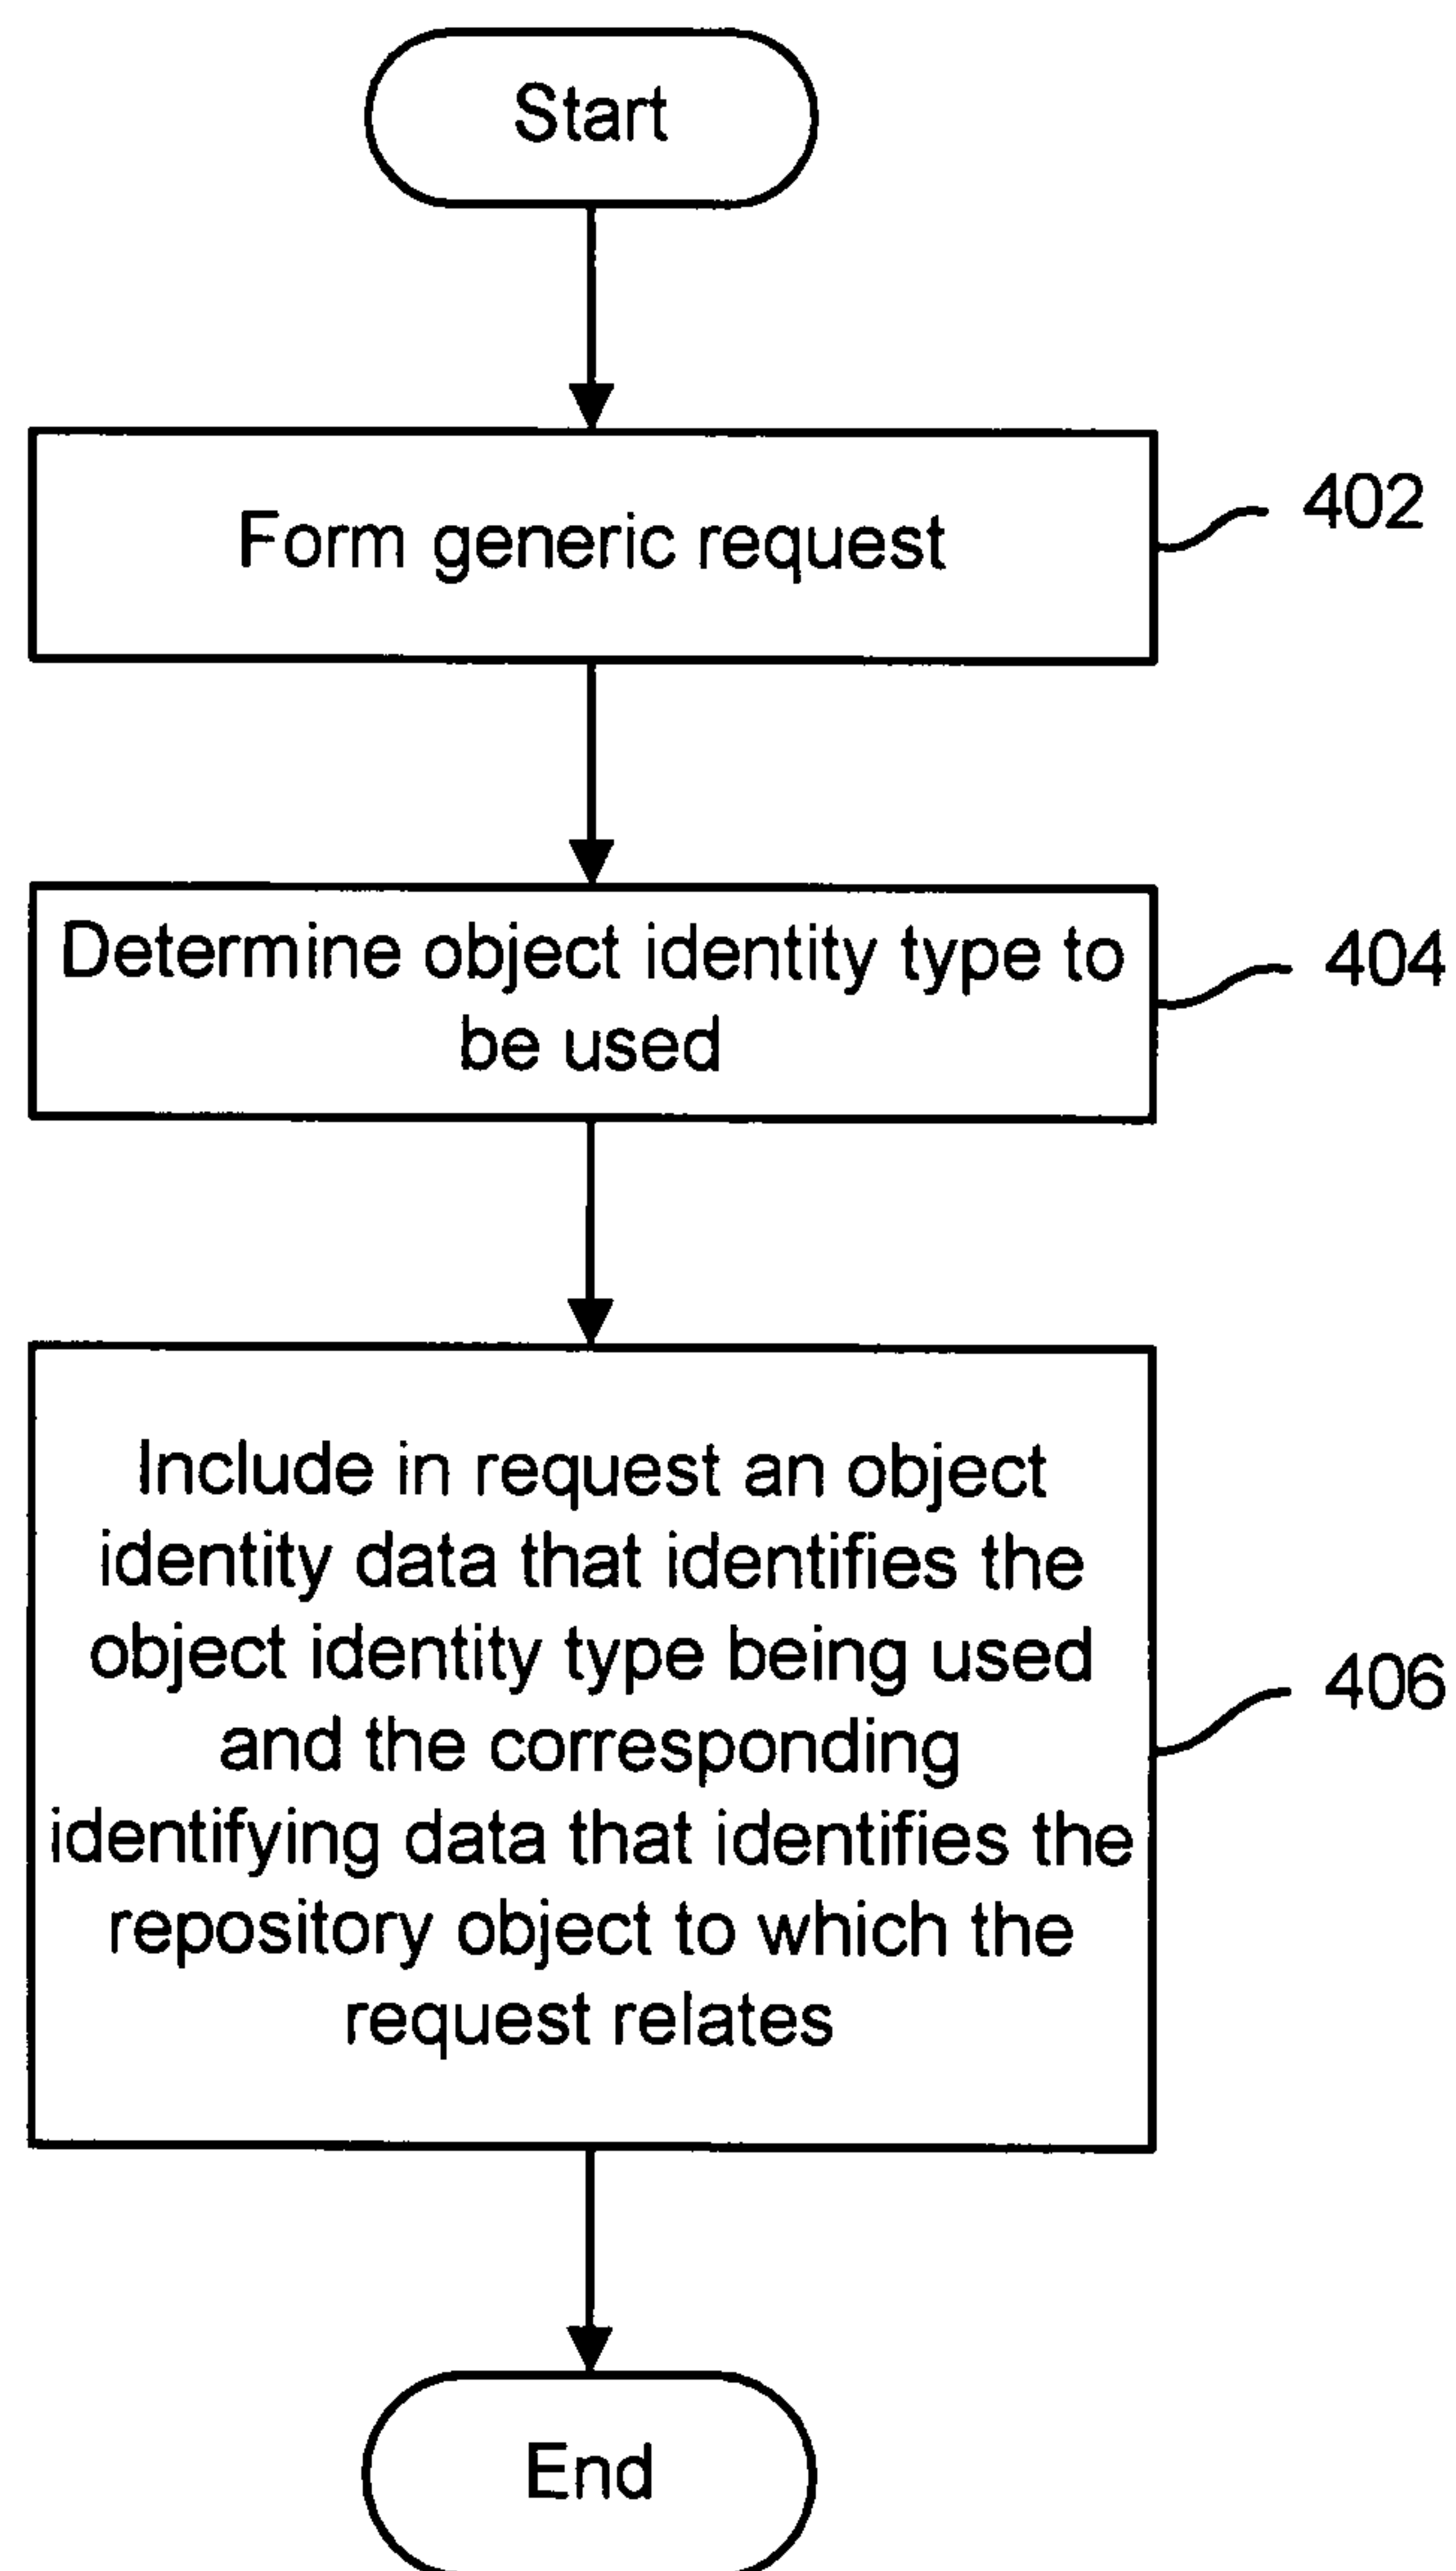 Start
Form generic request
402
Determine object identity type to
be used
404
Include in request an object
identity data that identifies the
object identity type being used
and the corresponding
identifying data that identifies the
repository object to which the
request relates
406
End